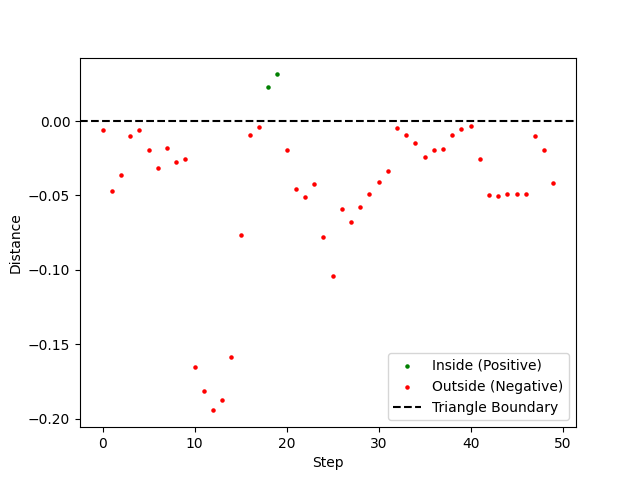 0.00
−0.05
−0.10
−0.15
−0.20
Distance
0 10 20 30 40 50
Step
Inside (Positive)
Outside (Negative)
Triangle Boundary